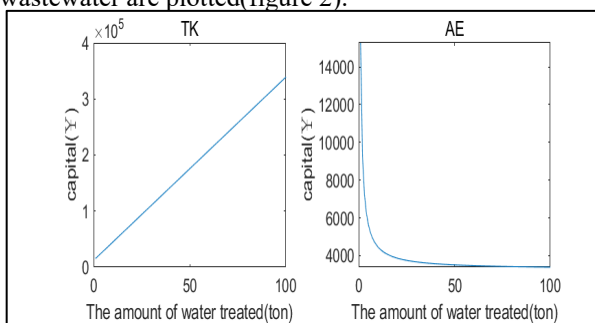 wastewater are plotted(figure 2).
TK
×10⁵
4
3
2
1
0
capital(Y)
0 50 100
The amount of water treated(ton)
AE
14000
12000
10000
8000
6000
4000
capital(Y)
0 50 100
The amount of water treated(ton)